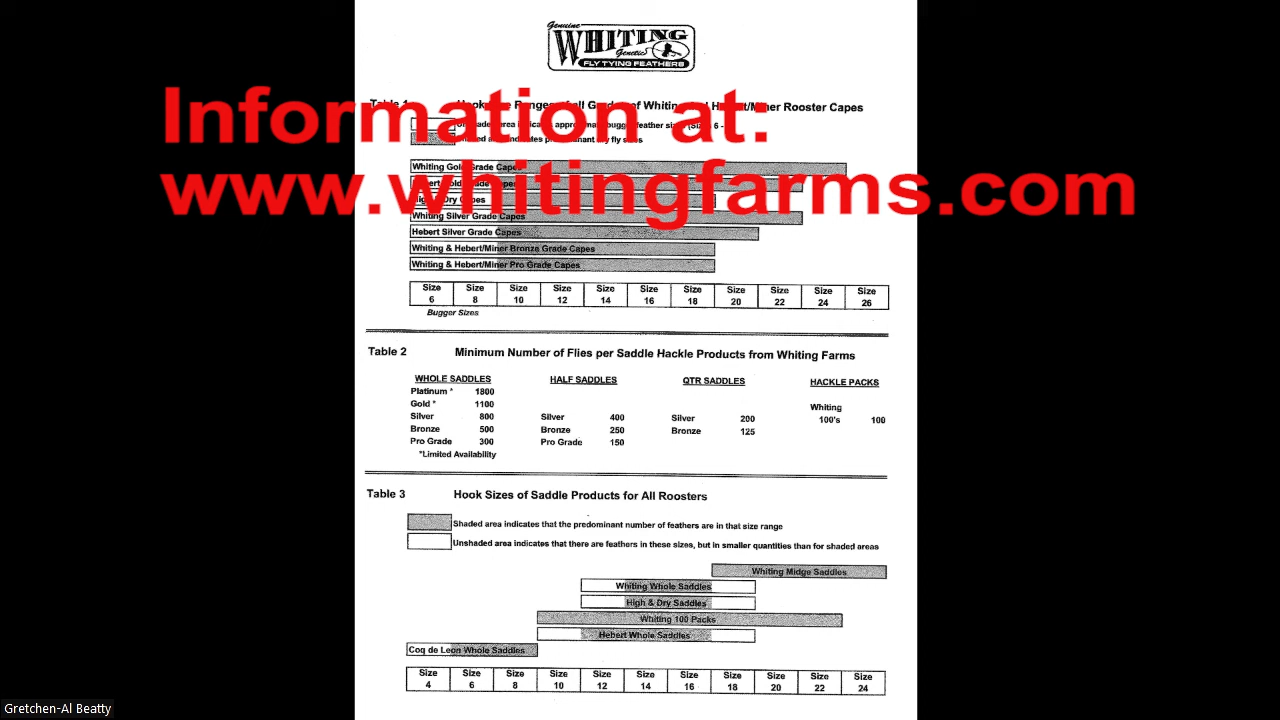 Genuine
WHITING
Genetics
FLY TYING FEATHERS
Information at:
www.whitingfarms.com
Whiting Silver Grade Capes
Hebert Silver Grade Capes
Whiting & Hebert/Miner Bronze Grade Capes
Whiting & Hebert/Miner Pro Grade Capes
Size Size Size Size Size Size Size Size Size Size Size
6 8 10 12 14 16 18 20 22 24 26
Bugger Sizes
Table 2 Minimum Number of Flies per Saddle Hackle Products from Whiting Farms
WHOLE SADDLES HALF SADDLES QTR SADDLES HACKLE PACKS
Platinum * 1800
Gold * 1100 Whiting
Silver 800 Silver 400 Silver 200 100's 100
Bronze 500 Bronze 250 Bronze 125
Pro Grade 300 Pro Grade 150
*Limited Availability
Table 3 Hook Sizes of Saddle Products for All Roosters
Shaded area indicates that the predominant number of feathers are in that size range
Unshaded area indicates that there are feathers in these sizes, but in smaller quantities than for shaded areas
Whiting Midge Saddles
Whiting Whole Saddles
High & Dry Saddles
Whiting 100 Packs
Hebert Whole Saddles
Coq de Leon Whole Saddles
Size Size Size Size Size Size Size Size Size Size Size
4 6 8 10 12 14 16 18 20 22 24
Gretchen-Al Beatty